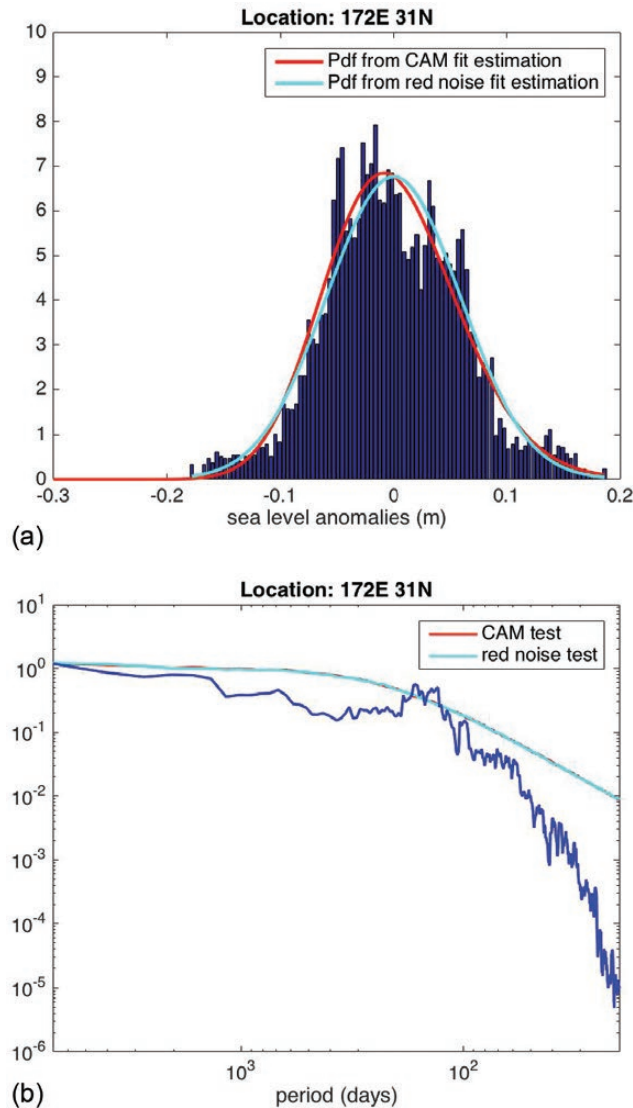 Location: 172E 31N
10
9
8
7
6
5
4
3
2
1
0
Pdf from CAM fit estimation
Pdf from red noise fit estimation
-0.3 -0.2 -0.1 0 0.1 0.2
sea level anomalies (m)
(a)
Location: 172E 31N
10^1
10^0
10^-1
10^-2
10^-3
10^-4
10^-5
10^-6
CAM test
red noise test
10^3 10^2
period (days)
(b)